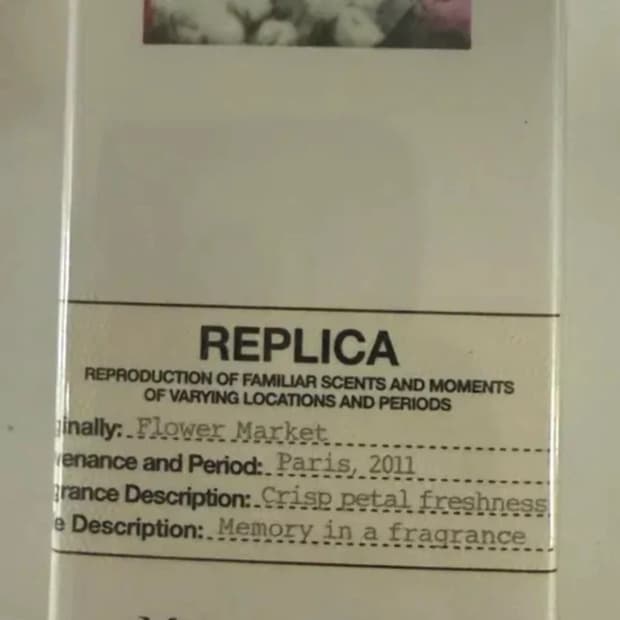 REPLICA
REPRODUCTION OF FAMILIAR SCENTS AND MOMENTS
OF VARYING LOCATIONS AND PERIODS
ginally: Flower Market
venance and Period: Paris, 2011
grance Description: Crisp petal freshness
e Description: Memory in a fragrance